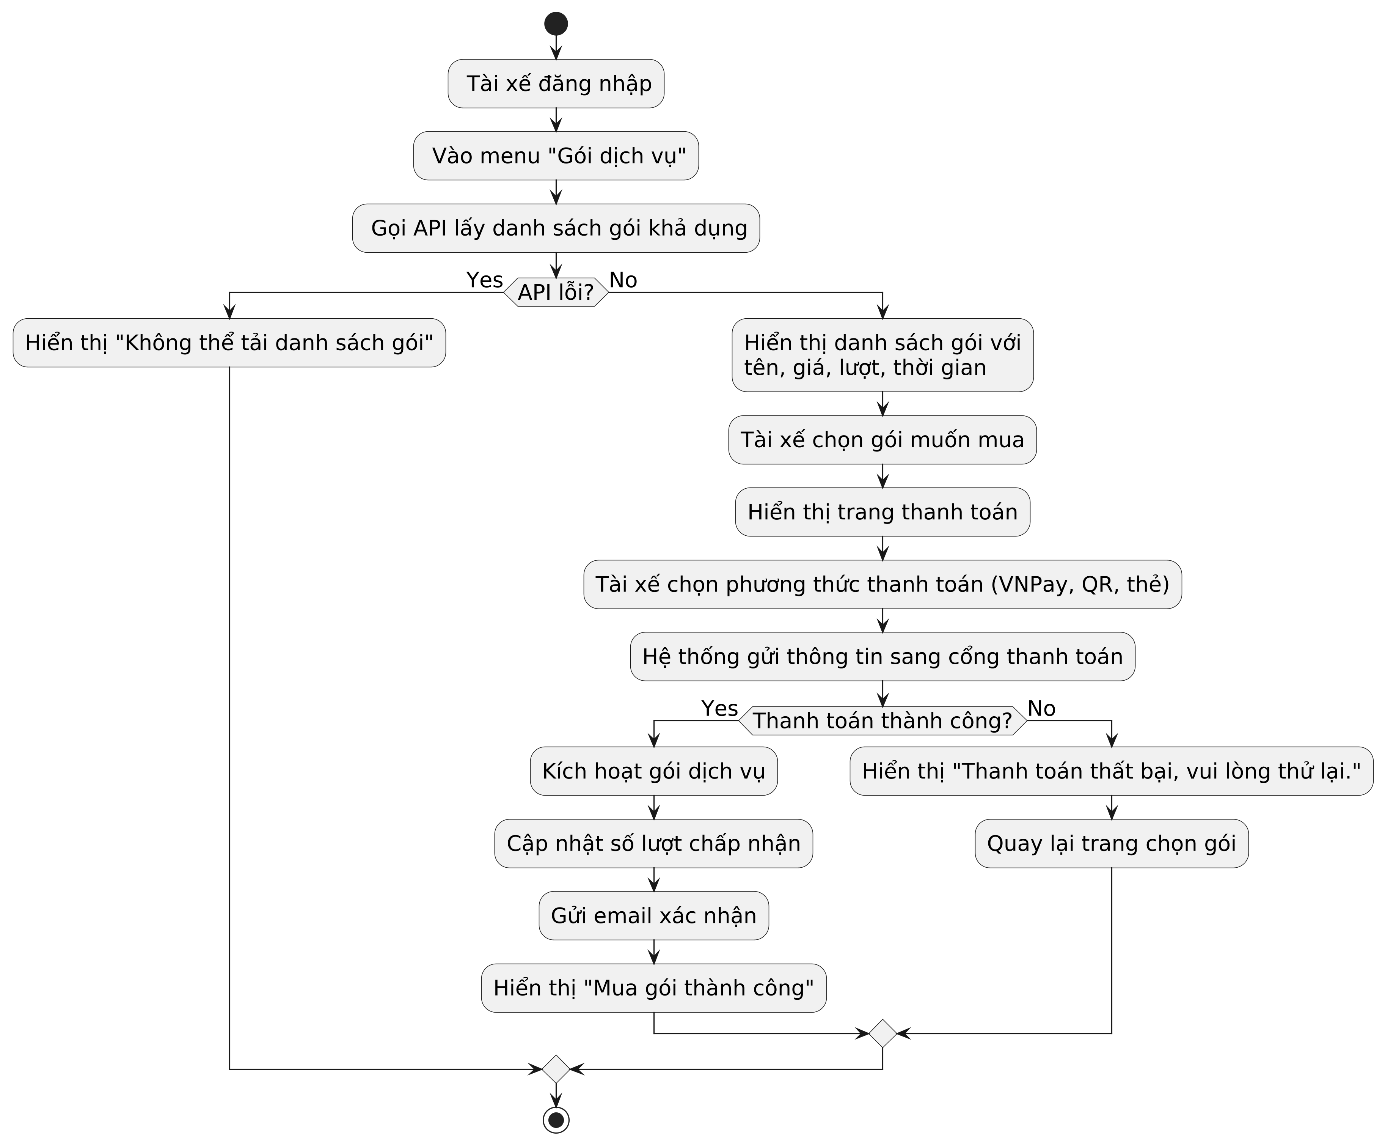 Tài xế đăng nhập
Vào menu "Gói dịch vụ"
Gọi API lấy danh sách gói khả dụng
Yes
API lỗi?
No
Hiển thị "Không thể tải danh sách gói"
Hiển thị danh sách gói với
tên, giá, lượt, thời gian
Tài xế chọn gói muốn mua
Hiển thị trang thanh toán
Tài xế chọn phương thức thanh toán (VNPay, QR, thẻ)
Hệ thống gửi thông tin sang cổng thanh toán
Yes
Thanh toán thành công?
No
Kích hoạt gói dịch vụ
Hiển thị "Thanh toán thất bại, vui lòng thử lại."
Cập nhật số lượt chấp nhận
Quay lại trang chọn gói
Gửi email xác nhận
Hiển thị "Mua gói thành công"